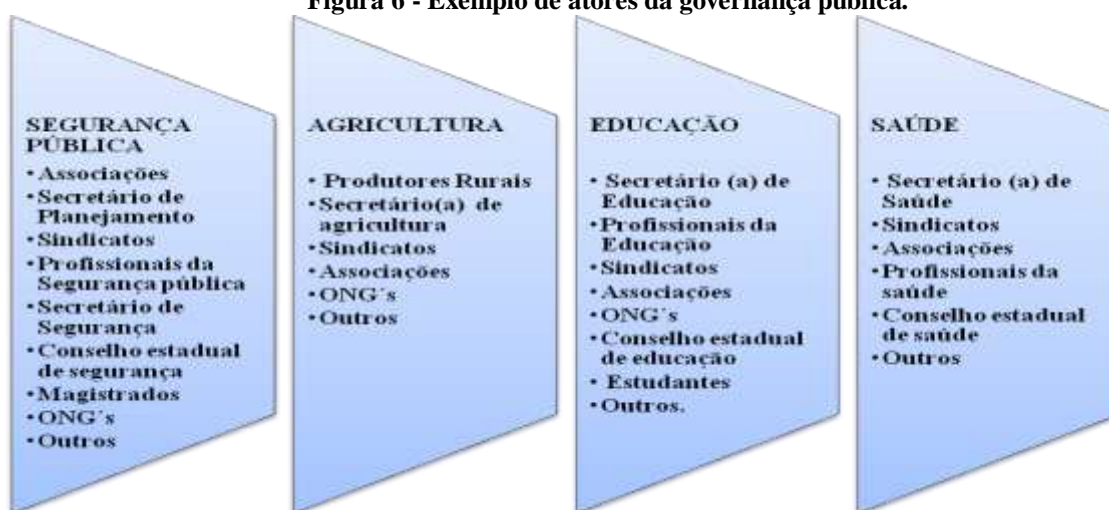 Figura 6 - Exemplo de atores da governança pública.
SEGURANÇA
PÚBLICA
•Associações
•Secretário de
Planejamento
•Sindicatos
•Profissionais da
Segurança pública
•Secretário de
Segurança
•Conselho estadual
de segurança
•Magistrados
•ONG´s
•Outros
AGRICULTURA
• Produtores Rurais
•Secretário(a) de
agricultura
•Sindicatos
•Associações
•ONG´s
•Outros
EDUCAÇÃO
• Secretário (a) de
Educação
•Profissionais da
Educação
•Sindicatos
•Associações
•ONG´s
•Conselho estadual
de educação
• Estudantes
•Outros.
SAÚDE
• Secretário (a) de
Saúde
•Sindicatos
•Associações
•Profissionais da
saúde
•Conselho estadual
de saúde
•Outros